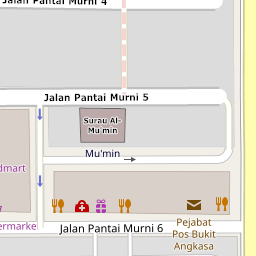 Jalan Pantai Murni 4
Jalan Pantai Murni 5
Surau Al-
Mu'min
Mu'min
dmart
ermarket
Jalan Pantai Murni 6
Pejabat
Pos Bukit
Angkasa